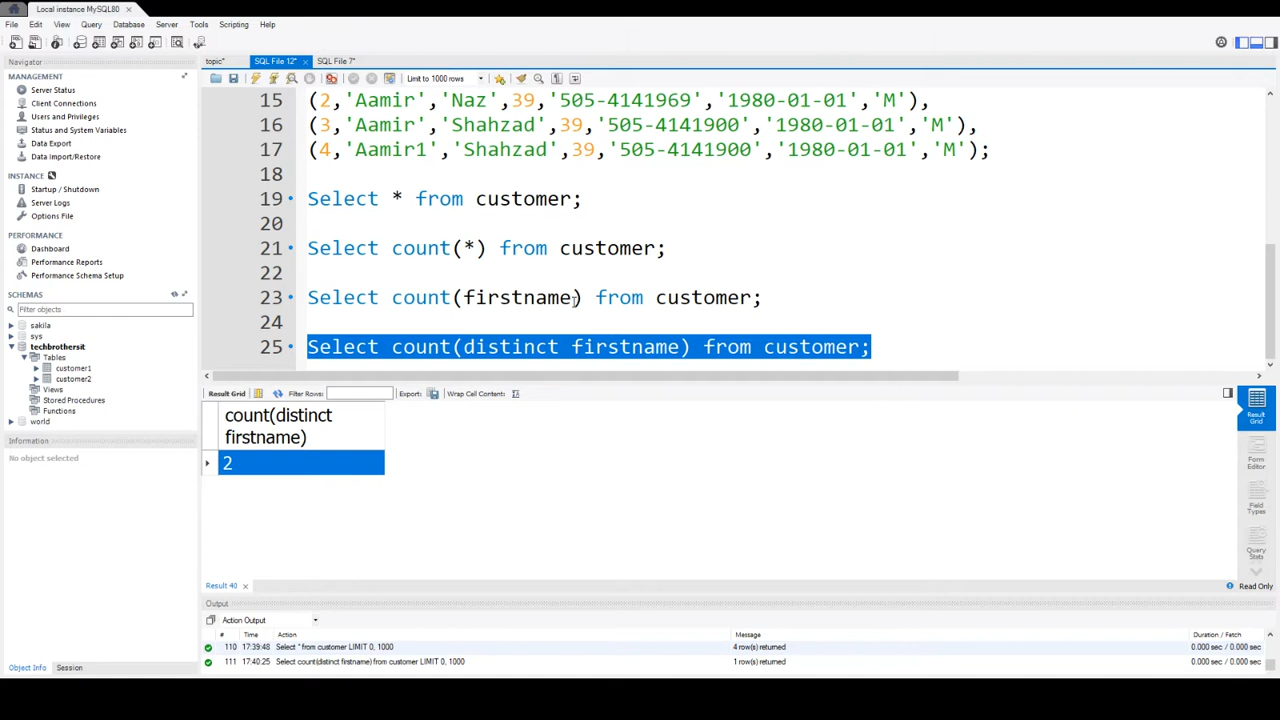 Local instance MySQL80 ×
File Edit View Query Database Server Tools Scripting Help
Navigator
MANAGEMENT
Server Status
Client Connections
Users and Privileges
Status and System Variables
Data Export
Data Import/Restore
INSTANCE
Startup / Shutdown
Server Logs
Options File
PERFORMANCE
Dashboard
Performance Reports
Performance Schema Setup
SCHEMAS
Filter objects
sakila
sys
techbrothersit
Tables
customer1
customer2
Views
Stored Procedures
Functions
world
Information
No object selected
Object Info Session
topic* SQL File 12* × SQL File 7*
Limit to 1000 rows
15 (2,'Aamir','Naz',39,'505-4141969','1980-01-01','M'),
16 (3,'Aamir','Shahzad',39,'505-4141900','1980-01-01','M'),
17 (4,'Aamir1','Shahzad',39,'505-4141900','1980-01-01','M');
18
19 Select * from customer;
20
21 Select count(*) from customer;
22
23 Select count(firstname) from customer;
24
25 Select count(distinct firstname) from customer;
Result Grid Filter Rows: Export: Wrap Cell Contents:
count(distinct
firstname)
2
Result
Grid
Form
Editor
Field
Types
Query
Stats
Result 40 ×
Read Only
Output
Action Output
# Time Action Message Duration / Fetch
110 17:39:48 Select * from customer LIMIT 0, 1000 4 row(s) returned 0.000 sec / 0.000 sec
111 17:40:25 Select count(distinct firstname) from customer LIMIT 0, 1000 1 row(s) returned 0.000 sec / 0.000 sec